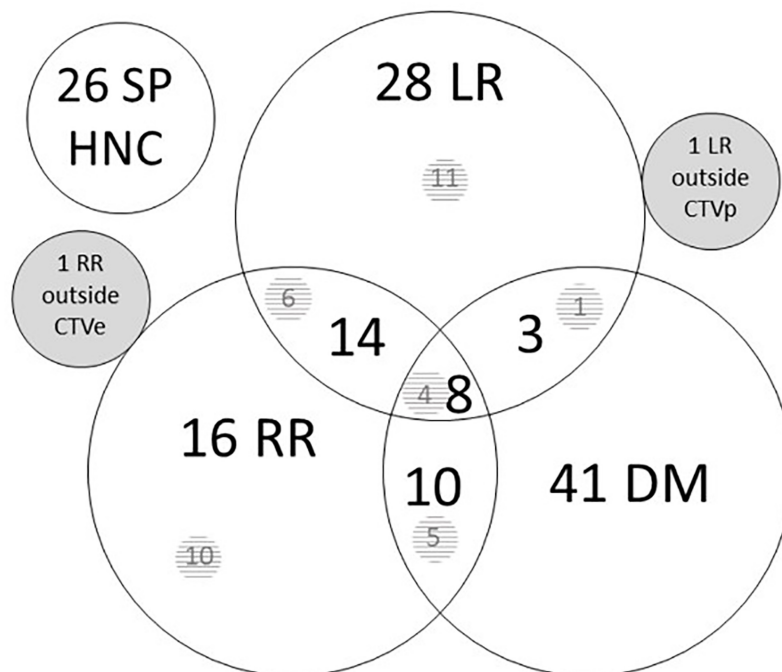 26 SP
HNC
28 LR
11
1 LR
outside
CTVp
1 RR
outside
CTVe
6
14
3
1
4
8
16 RR
10
41 DM
5
10